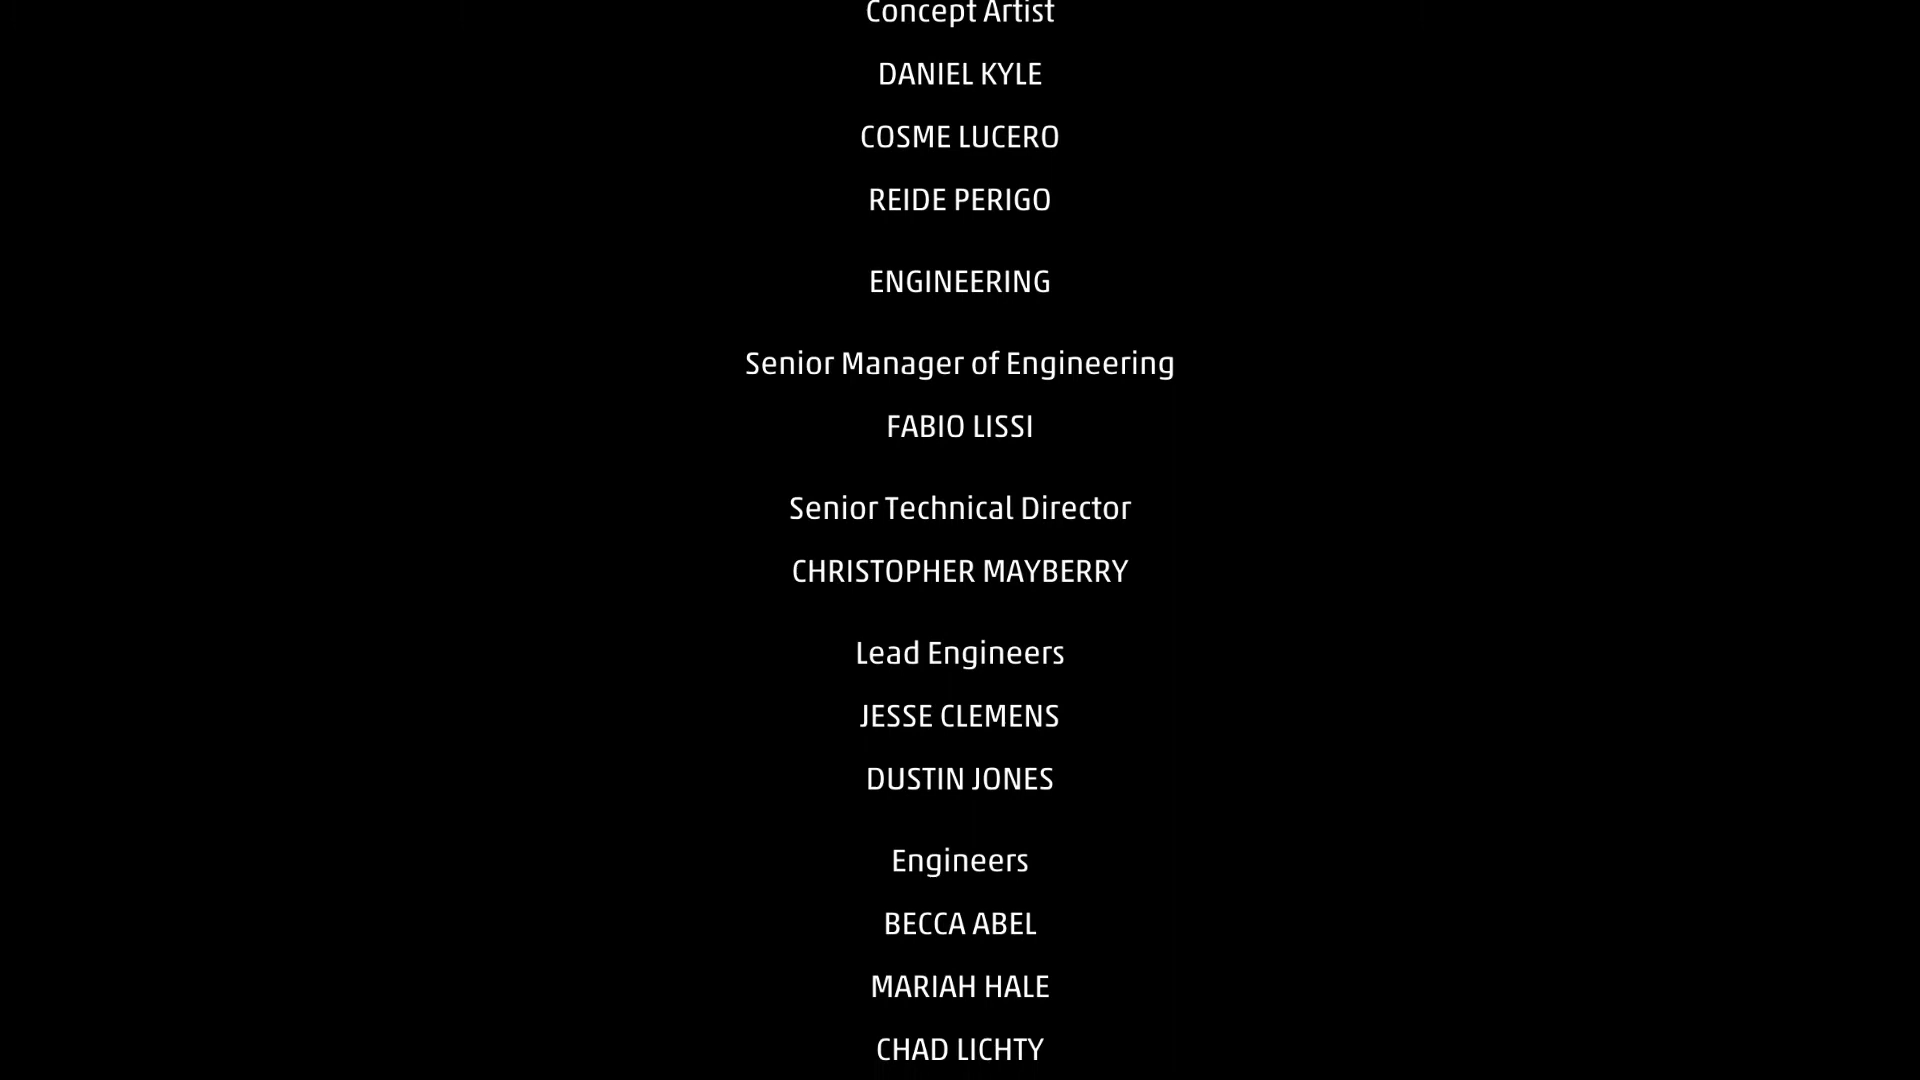 Concept Artist
DANIEL KYLE
COSME LUCERO
REIDE PERIGO
ENGINEERING
Senior Manager of Engineering
FABIO LISSI
Senior Technical Director
CHRISTOPHER MAYBERRY
Lead Engineers
JESSE CLEMENS
DUSTIN JONES
Engineers
BECCA ABEL
MARIAH HALE
CHAD LICHTY